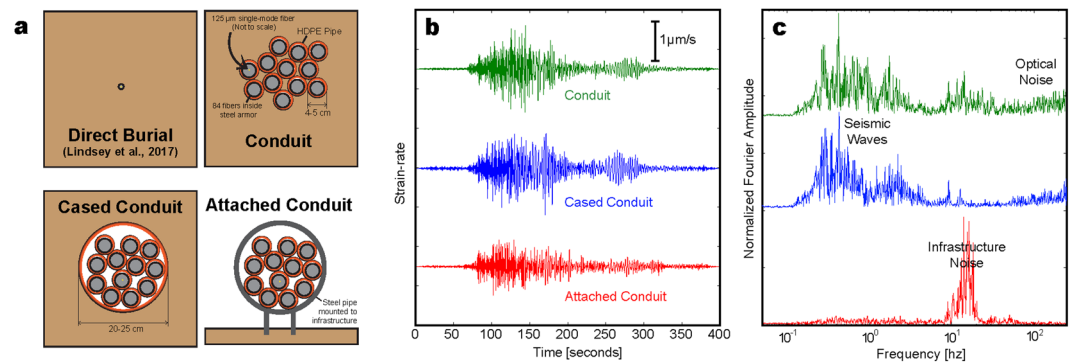 a
Direct Burial
(Lindsey et al., 2017)
125 µm single-mode fiber
(Not to scale)
HDPE Pipe
84 fibers inside
steel armor
4-5 cm
Conduit
Cased Conduit
20-25 cm
Attached Conduit
Steel pipe
mounted to
infrastructure
b
1µm/s
Conduit
Cased Conduit
Attached Conduit
Strain-rate
0 50 100 150 200 250 300 350 400
Time [seconds]
c
Optical
Noise
Seismic
Waves
Infrastructure
Noise
Normalized Fourier Amplitude
10⁻¹ 10⁰ 10¹ 10²
Frequency [hz]